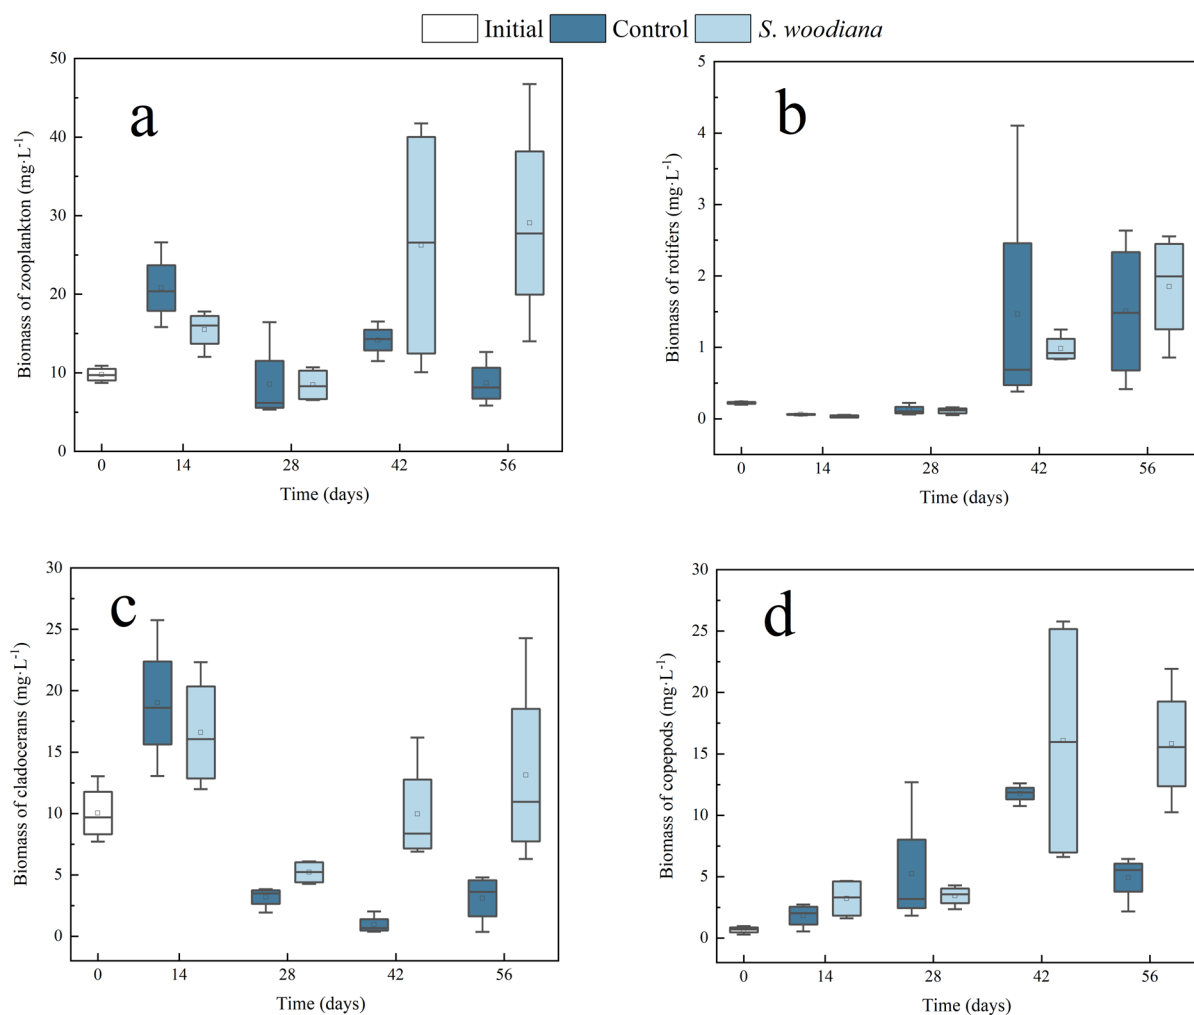 Initial Control S. woodiana
a
50
40
30
20
10
0
Biomass of zooplankton (mg·L⁻¹)
0 14 28 42 56
Time (days)
b
5
4
3
2
1
0
Biomass of rotifers (mg·L⁻¹)
0 14 28 42 56
Time (days)
c
30
25
20
15
10
5
0
Biomass of cladocerans (mg·L⁻¹)
0 14 28 42 56
Time (days)
d
30
25
20
15
10
5
0
Biomass of copepods (mg·L⁻¹)
0 14 28 42 56
Time (days)